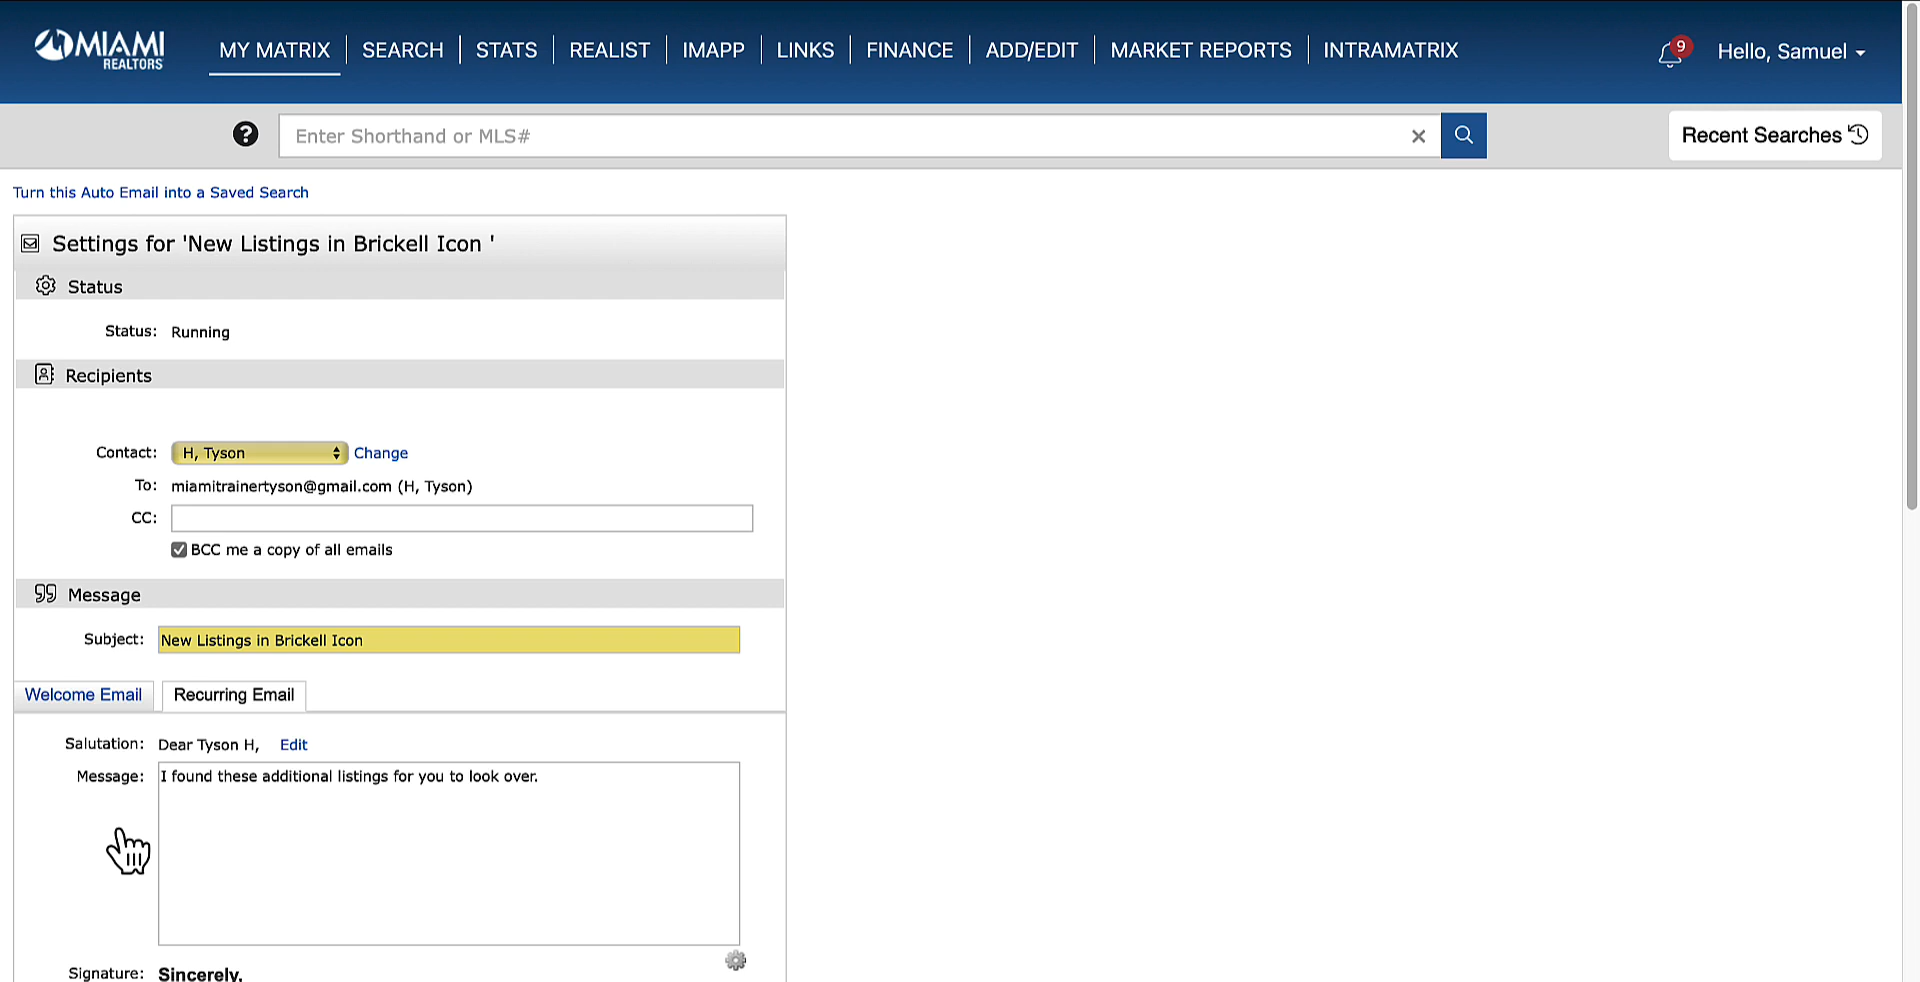 MIAMI
REALTORS®
MY MATRIX
SEARCH
STATS
REALIST
IMAPP
LINKS
FINANCE
ADD/EDIT
MARKET REPORTS
INTRAMATRIX
9
Hello, Samuel
?
Enter Shorthand or MLS#
Recent Searches
Turn this Auto Email into a Saved Search
Settings for 'New Listings in Brickell Icon '
Status
Status: Running
Recipients
Contact: H, Tyson Change
To: miamitrainertyson@gmail.com (H, Tyson)
CC:
BCC me a copy of all emails
Message
Subject: New Listings in Brickell Icon
Welcome Email Recurring Email
Salutation: Dear Tyson H, Edit
Message: I found these additional listings for you to look over.
Signature: Sincerely,